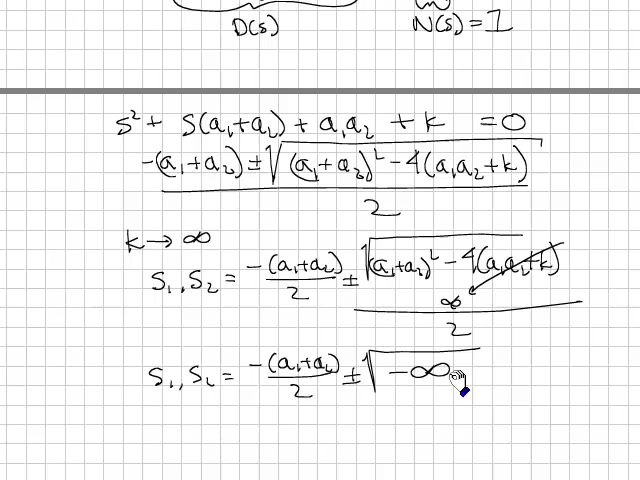 D(s) N(s) = 1
s² + s(a₁+a₂) + a₁a₂ + k = 0
-(a₁+a₂) ± √(a₁+a₂)² - 4(a₁a₂+k)
2
k → ∞
s₁, s₂ = -(a₁+a₂)/2 ± √(a₁+a₂)² - 4(a₁a₂+k)
∞
2
s₁, s₂ = -(a₁+a₂)/2 ± √-∞